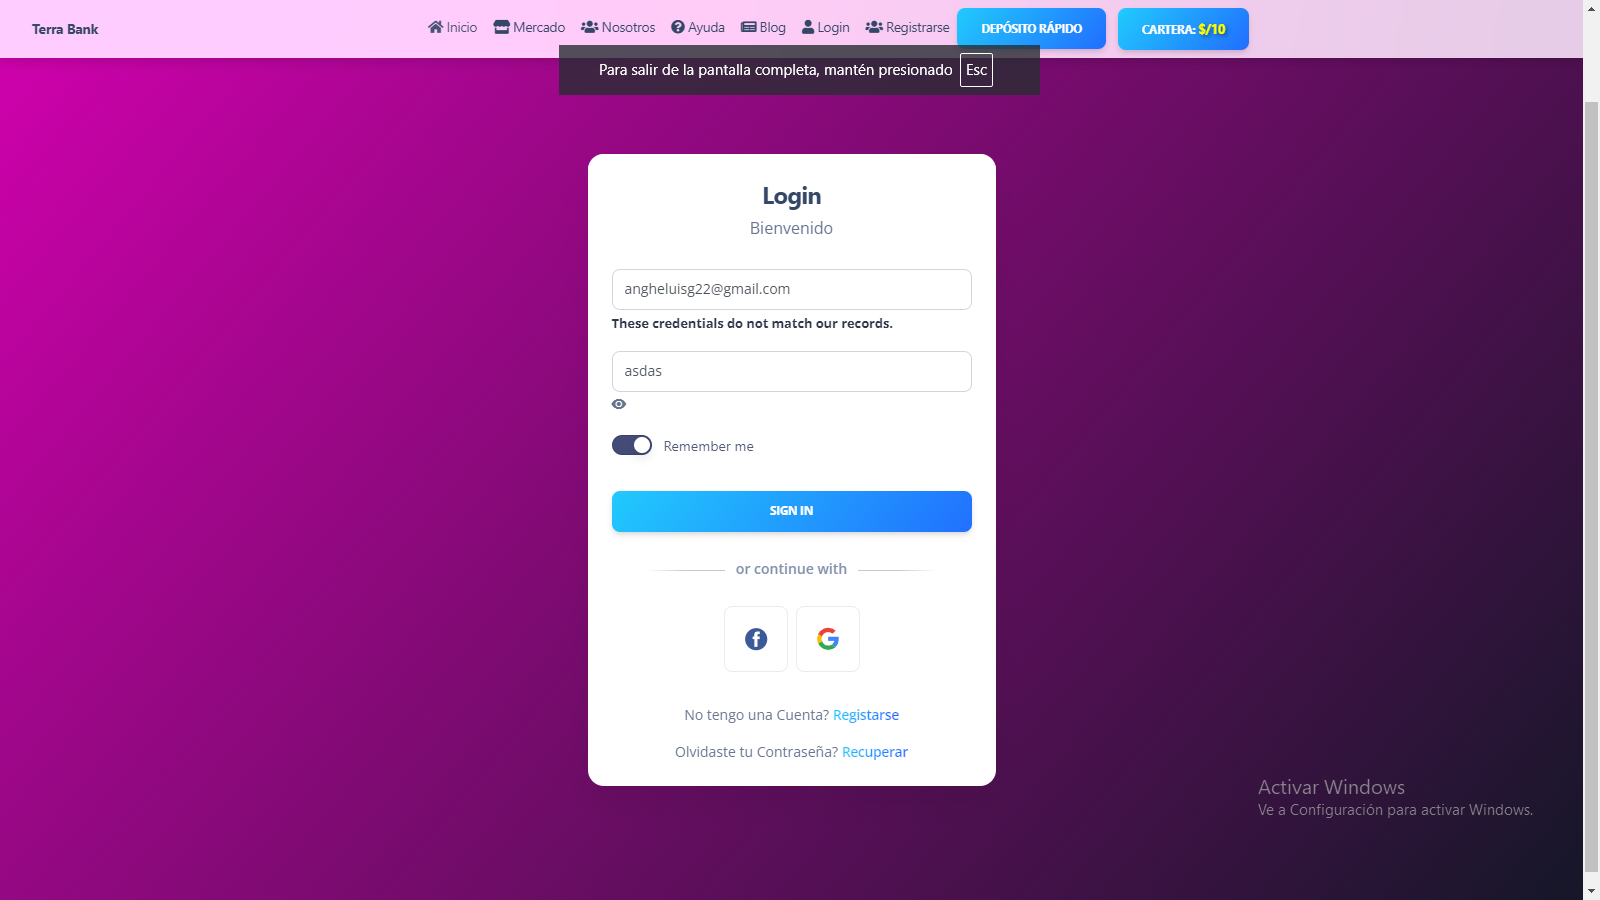 Terra Bank
Inicio
Mercado
Nosotros
Ayuda
Blog
Login
Registrarse
DEPÓSITO RÁPIDO
CARTERA: $/10
Para salir de la pantalla completa, mantén presionado Esc
Login
Bienvenido
angheluisg22@gmail.com
These credentials do not match our records.
asdas
Remember me
SIGN IN
or continue with
No tengo una Cuenta? Registarse
Olvidaste tu Contraseña? Recuperar
Activar Windows
Ve a Configuración para activar Windows.